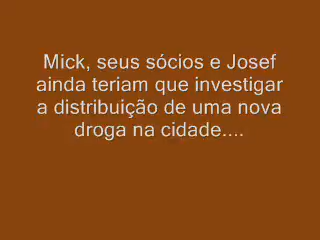 Mick, seus sócios e Josef
ainda teriam que investigar
a distribuição de uma nova
droga na cidade....